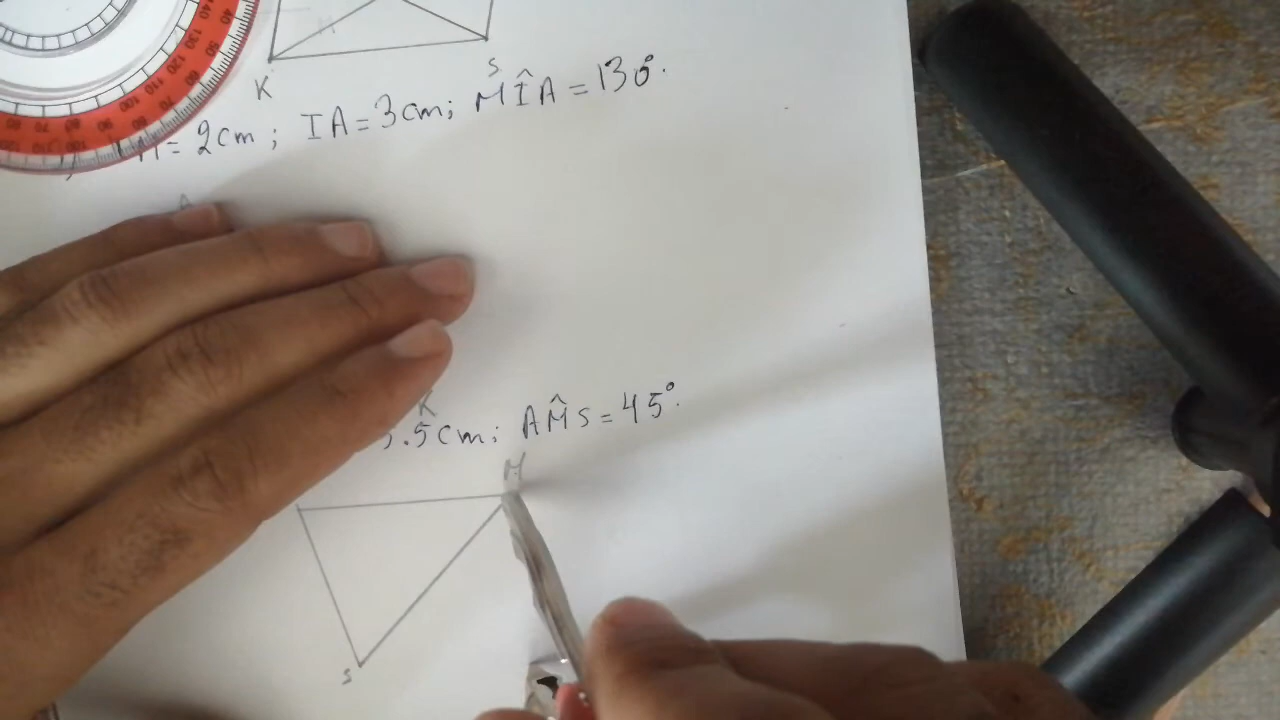 K
S
= 2cm ; IA = 3cm; MÎA = 130°.
K
.5cm; AM̂S = 45°.
M
S